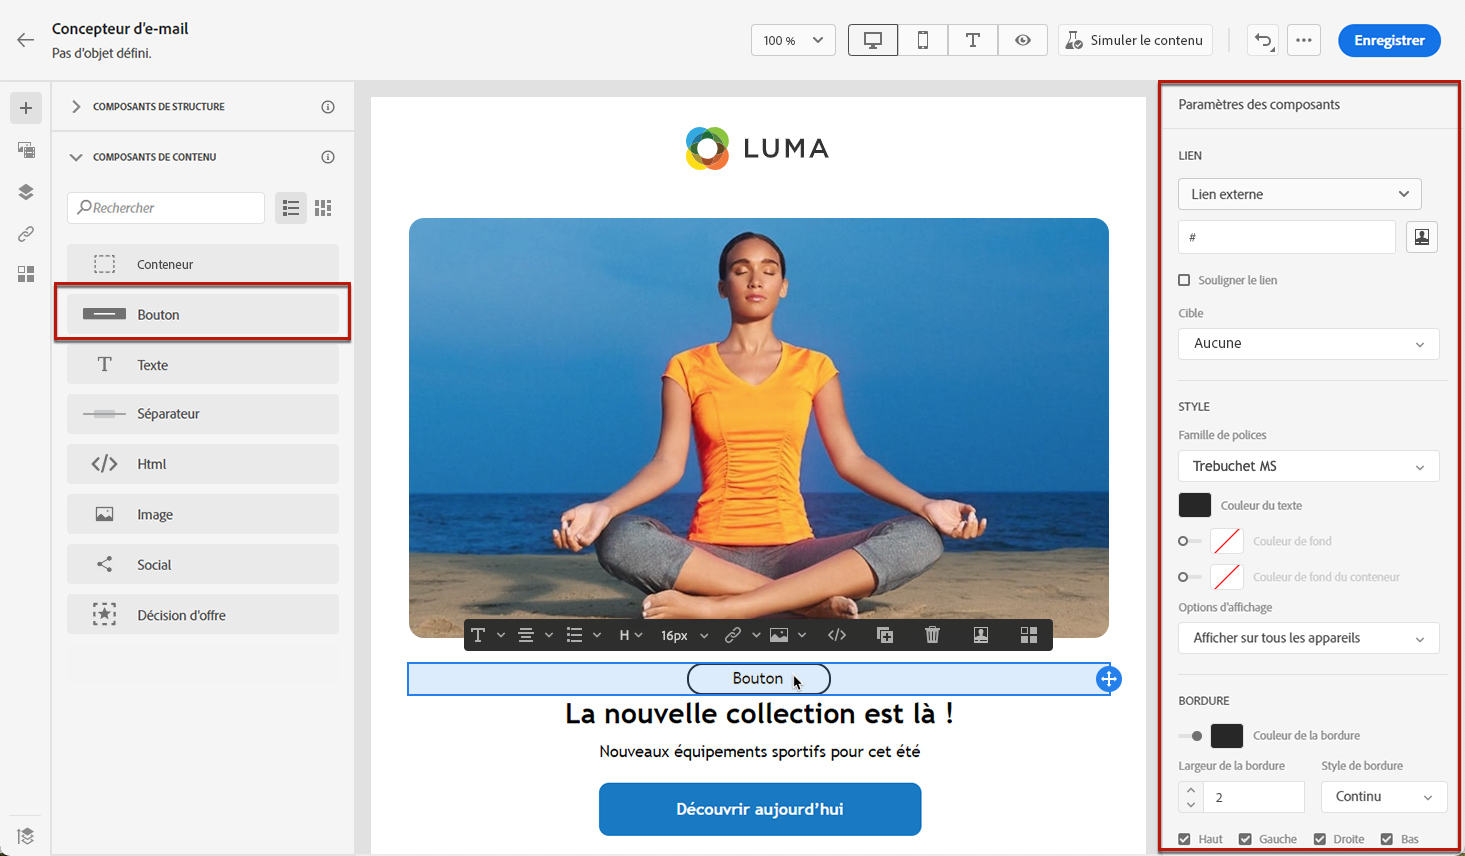 Concepteur d'e-mail
Pas d'objet défini.
100 %
Simuler le contenu
Enregistrer
COMPOSANTS DE STRUCTURE
COMPOSANTS DE CONTENU
Rechercher
Conteneur
Bouton
Texte
Séparateur
Html
Image
Social
Décision d'offre
LUMA
H
16px
Bouton
La nouvelle collection est là !
Nouveaux équipements sportifs pour cet été
Découvrir aujourd'hui
Paramètres des composants
LIEN
Lien externe
#
Souligner le lien
Cible
Aucune
STYLE
Famille de polices
Trebuchet MS
Couleur du texte
Couleur de fond
Couleur de fond du conteneur
Options d'affichage
Afficher sur tous les appareils
BORDURE
Couleur de la bordure
Largeur de la bordure
Style de bordure
2
Continu
Haut
Gauche
Droite
Bas